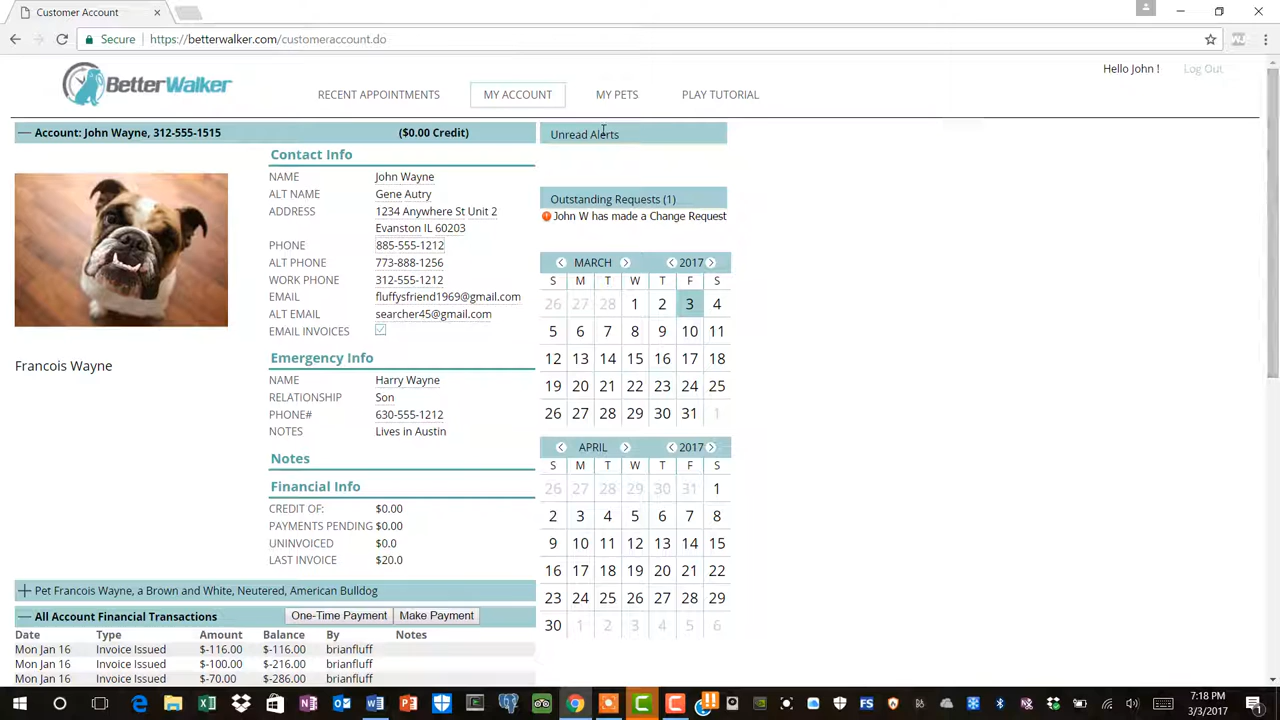 Customer Account
Secure https://betterwalker.com/customeraccount.do
BetterWalker
RECENT APPOINTMENTS MY ACCOUNT MY PETS PLAY TUTORIAL
Hello John ! Log Out
Account: John Wayne, 312-555-1515 ($0.00 Credit)
Contact Info
NAME John Wayne
ALT NAME Gene Autry
ADDRESS 1234 Anywhere St Unit 2
Evanston IL 60203
PHONE 885-555-1212
ALT PHONE 773-888-1256
WORK PHONE 312-555-1212
EMAIL fluffysfriend1969@gmail.com
ALT EMAIL searcher45@gmail.com
EMAIL INVOICES
Francois Wayne
Emergency Info
NAME Harry Wayne
RELATIONSHIP Son
PHONE# 630-555-1212
NOTES Lives in Austin
Notes
Financial Info
CREDIT OF: $0.00
PAYMENTS PENDING $0.00
UNINVOICED $0.0
LAST INVOICE $20.0
Pet Francois Wayne, a Brown and White, Neutered, American Bulldog
All Account Financial Transactions One-Time Payment Make Payment
Date Type Amount Balance By Notes
Mon Jan 16 Invoice Issued $-116.00 $-116.00 brianfluff
Mon Jan 16 Invoice Issued $-100.00 $-216.00 brianfluff
Mon Jan 16 Invoice Issued $-70.00 $-286.00 brianfluff
Unread Alerts
Outstanding Requests (1)
John W has made a Change Request
MARCH 2017
S M T W T F S
26 27 28 1 2 3 4
5 6 7 8 9 10 11
12 13 14 15 16 17 18
19 20 21 22 23 24 25
26 27 28 29 30 31 1
APRIL 2017
S M T W T F S
26 27 28 29 30 31 1
2 3 4 5 6 7 8
9 10 11 12 13 14 15
16 17 18 19 20 21 22
23 24 25 26 27 28 29
30 1 2 3 4 5 6
7:18 PM
3/3/2017